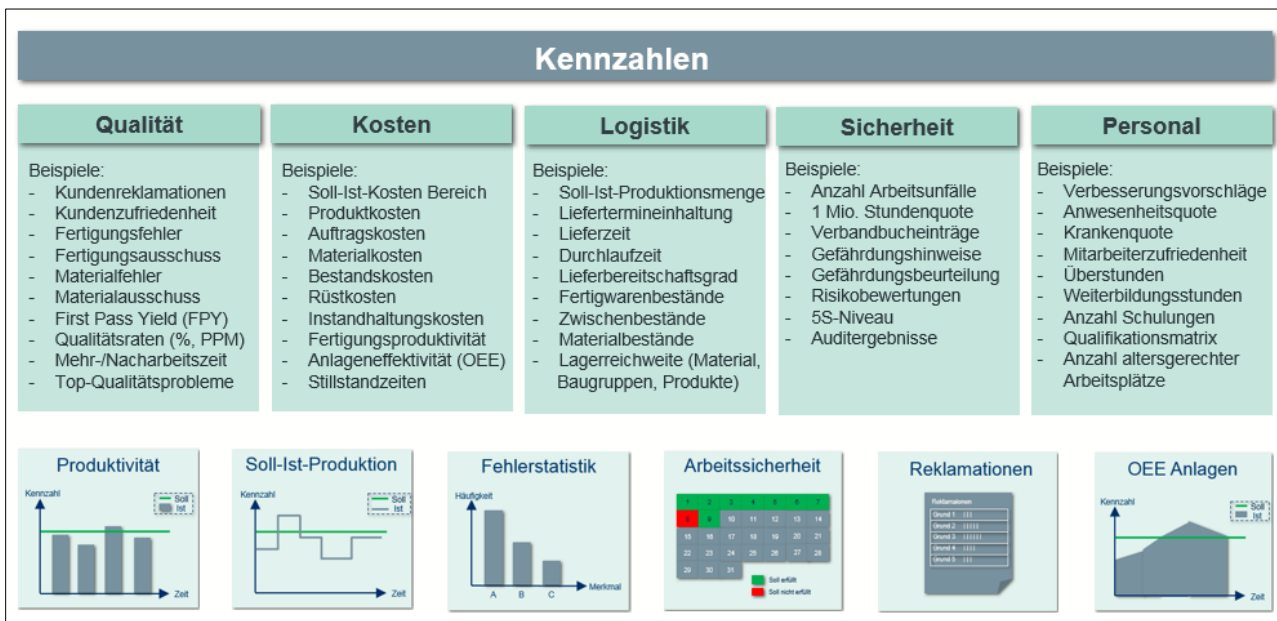 Kennzahlen
Qualität
Beispiele:
- Kundenreklamationen
- Kundenzufriedenheit
- Fertigungsfehler
- Fertigungsausschuss
- Materialfehler
- Materialausschuss
- First Pass Yield (FPY)
- Qualitätsraten (%, PPM)
- Mehr-/Nacharbeitszeit
- Top-Qualitätsprobleme
Kosten
Beispiele:
- Soll-Ist-Kosten Bereich
- Produktkosten
- Auftragskosten
- Materialkosten
- Bestandskosten
- Rüstkosten
- Instandhaltungskosten
- Fertigungsproduktivität
- Anlageneffektivität (OEE)
- Stillstandzeiten
Logistik
Beispiele:
- Soll-Ist-Produktionsmenge
- Liefertermineinhaltung
- Lieferzeit
- Durchlaufzeit
- Lieferbereitschaftsgrad
- Fertigwarenbestände
- Zwischenbestände
- Materialbestände
- Lagerreichweite (Material,
Baugruppen, Produkte)
Sicherheit
Beispiele:
- Anzahl Arbeitsunfälle
- 1 Mio. Stundenquote
- Verbandbucheinträge
- Gefährdungshinweise
- Gefährdungsbeurteilung
- Risikobewertungen
- 5S-Niveau
- Auditergebnisse
Personal
Beispiele:
- Verbesserungsvorschläge
- Anwesenheitsquote
- Krankenquote
- Mitarbeiterzufriedenheit
- Überstunden
- Weiterbildungsstunden
- Anzahl Schulungen
- Qualifikationsmatrix
- Anzahl altersgerechter
Arbeitsplätze
Produktivität
Kennzahl
Soll
Ist
Zeit
Soll-Ist-Produktion
Kennzahl
Soll
Ist
Zeit
Fehlerstatistik
Häufigkeit
A B C
Merkmal
Arbeitssicherheit
1 2 3 4 5 6 7
8 9 10 11 12 13 14
15 16 17 18 19 20 21
22 23 24 25 26 27 28
29 30 31
Soll erfüllt
Soll nicht erfüllt
Reklamationen
Reklamationen
Grund 1 III
Grund 2 IIIII
Grund 3 IIIIII
Grund 4 IIII
Grund 5 IIII
OEE Anlagen
Kennzahl
Soll
Ist
Zeit